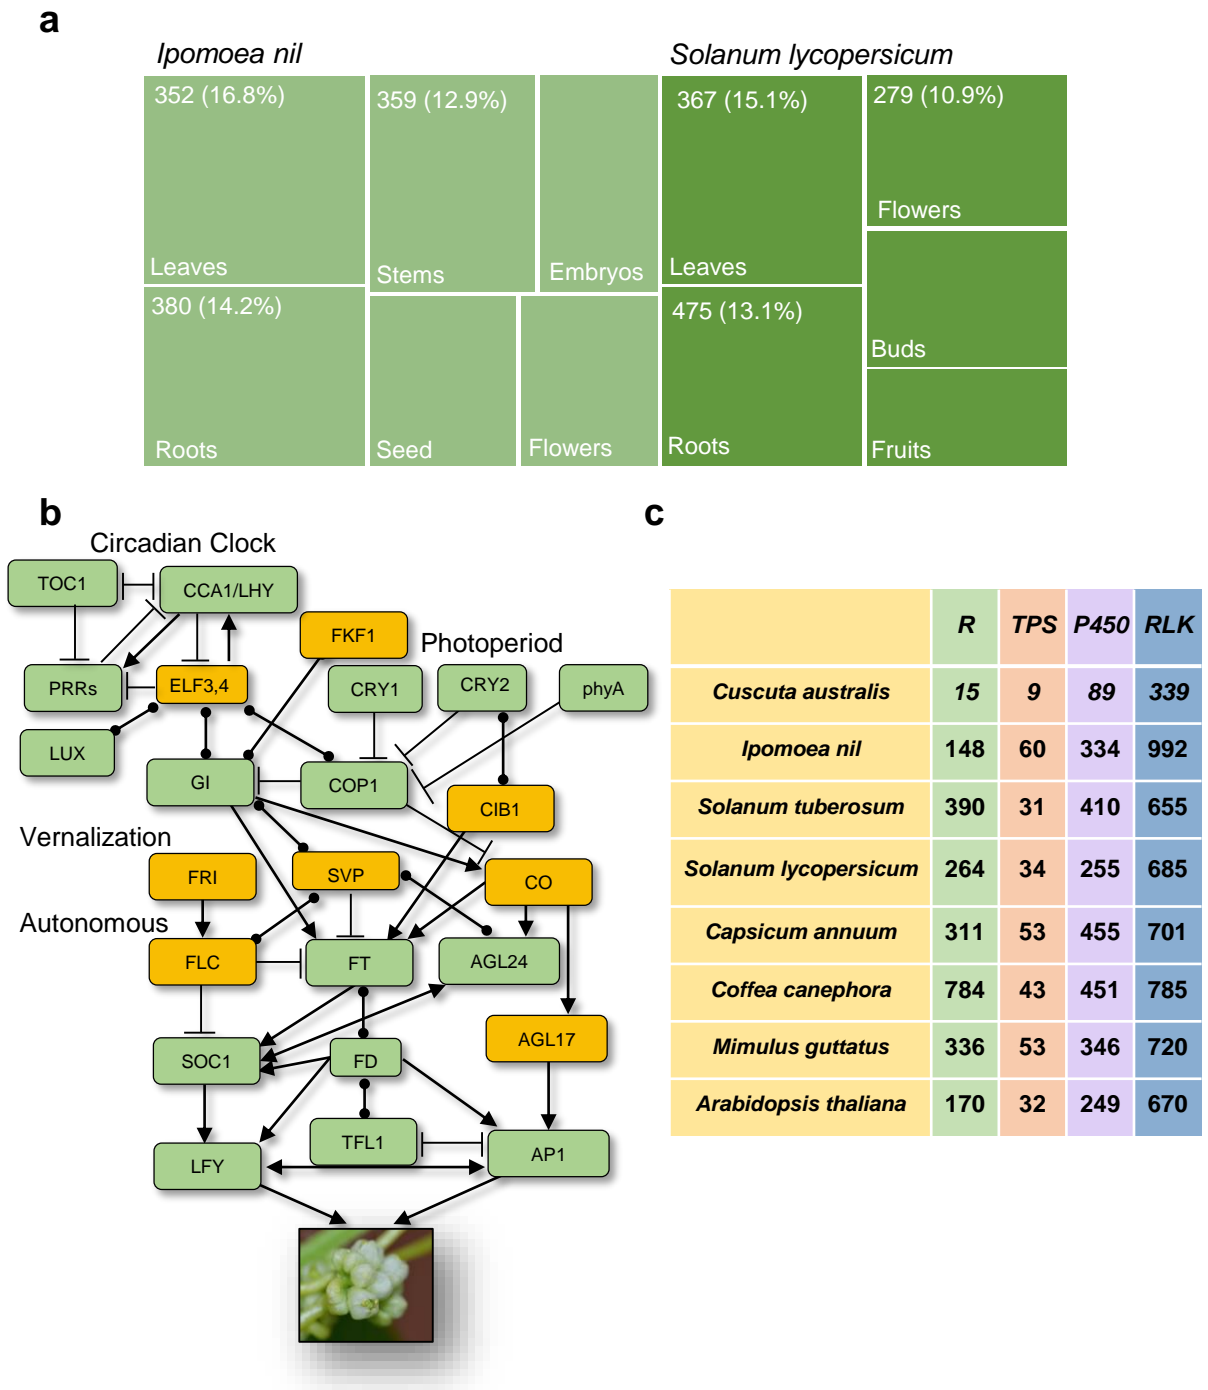 a
Ipomoea nil Solanum lycopersicum
352 (16.8%) 359 (12.9%) 367 (15.1%) 279 (10.9%)
Flowers
Leaves Stems Embryos Leaves
380 (14.2%) 475 (13.1%)
Buds
Roots Seed Flowers Roots Fruits
b
Circadian Clock
TOC1 CCA1/LHY
FKF1
Photoperiod
PRRs ELF3,4 CRY1 CRY2 phyA
LUX
GI COP1
CIB1
Vernalization
FRI SVP CO
Autonomous
FLC FT AGL24
AGL17
SOC1 FD
TFL1
LFY AP1
c
R TPS P450 RLK
Cuscuta australis 15 9 89 339
Ipomoea nil 148 60 334 992
Solanum tuberosum 390 31 410 655
Solanum lycopersicum 264 34 255 685
Capsicum annuum 311 53 455 701
Coffea canephora 784 43 451 785
Mimulus guttatus 336 53 346 720
Arabidopsis thaliana 170 32 249 670